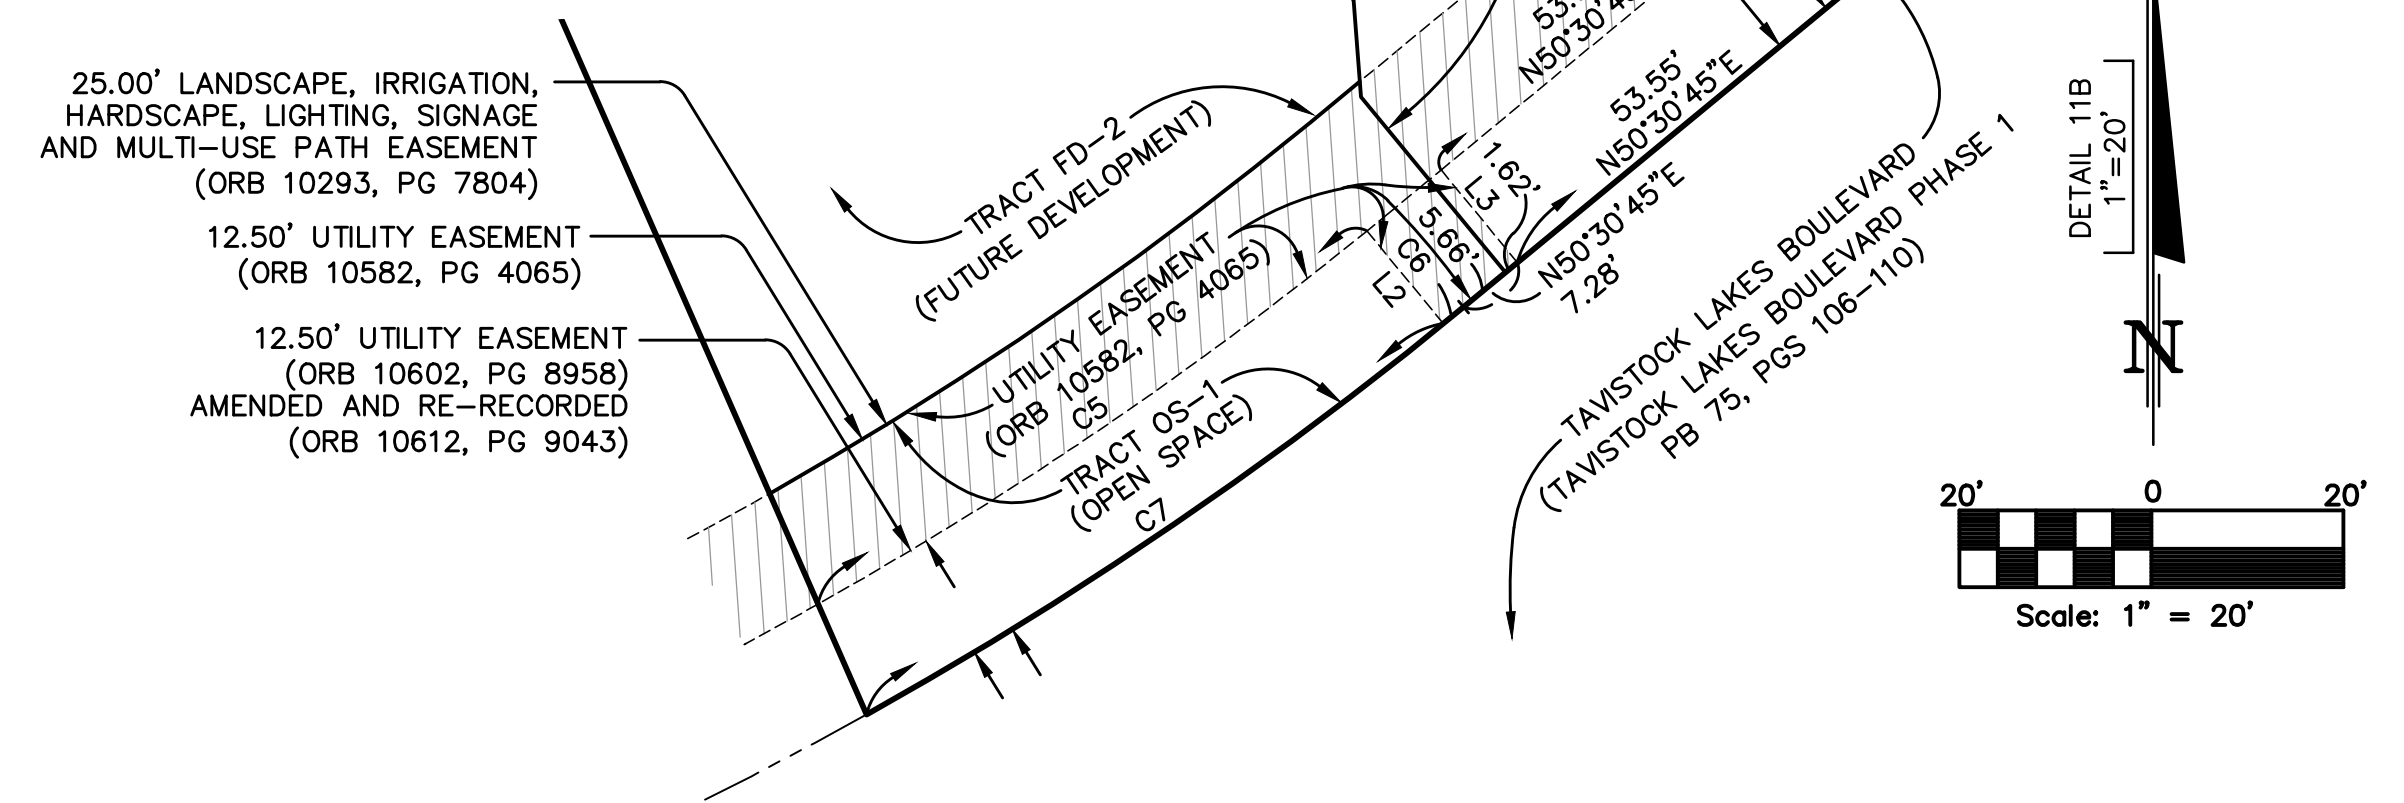 25.00' LANDSCAPE, IRRIGATION,
HARDSCAPE, LIGHTING, SIGNAGE
AND MULTI-USE PATH EASEMENT
(ORB 10293, PG 7804)
12.50' UTILITY EASEMENT
(ORB 10582, PG 4065)
12.50' UTILITY EASEMENT
(ORB 10602, PG 8958)
AMENDED AND RE-RECORDED
(ORB 10612, PG 9043)
TRACT FD-2
(FUTURE DEVELOPMENT)
UTILITY EASEMENT
(ORB 10582, PG 4065)
C5
TRACT OS-1
(OPEN SPACE)
C7
L2
C6
5.66'
L3
1.62'
53.55'
N50°30'45"E
N50°30'45"E
7.28'
TAVISTOCK LAKES BOULEVARD
(TAVISTOCK LAKES BOULEVARD PHASE 1
PB 75, PGS 106-110)
DETAIL 11B
1"=20'
N
20' 0 20'
Scale: 1" = 20'